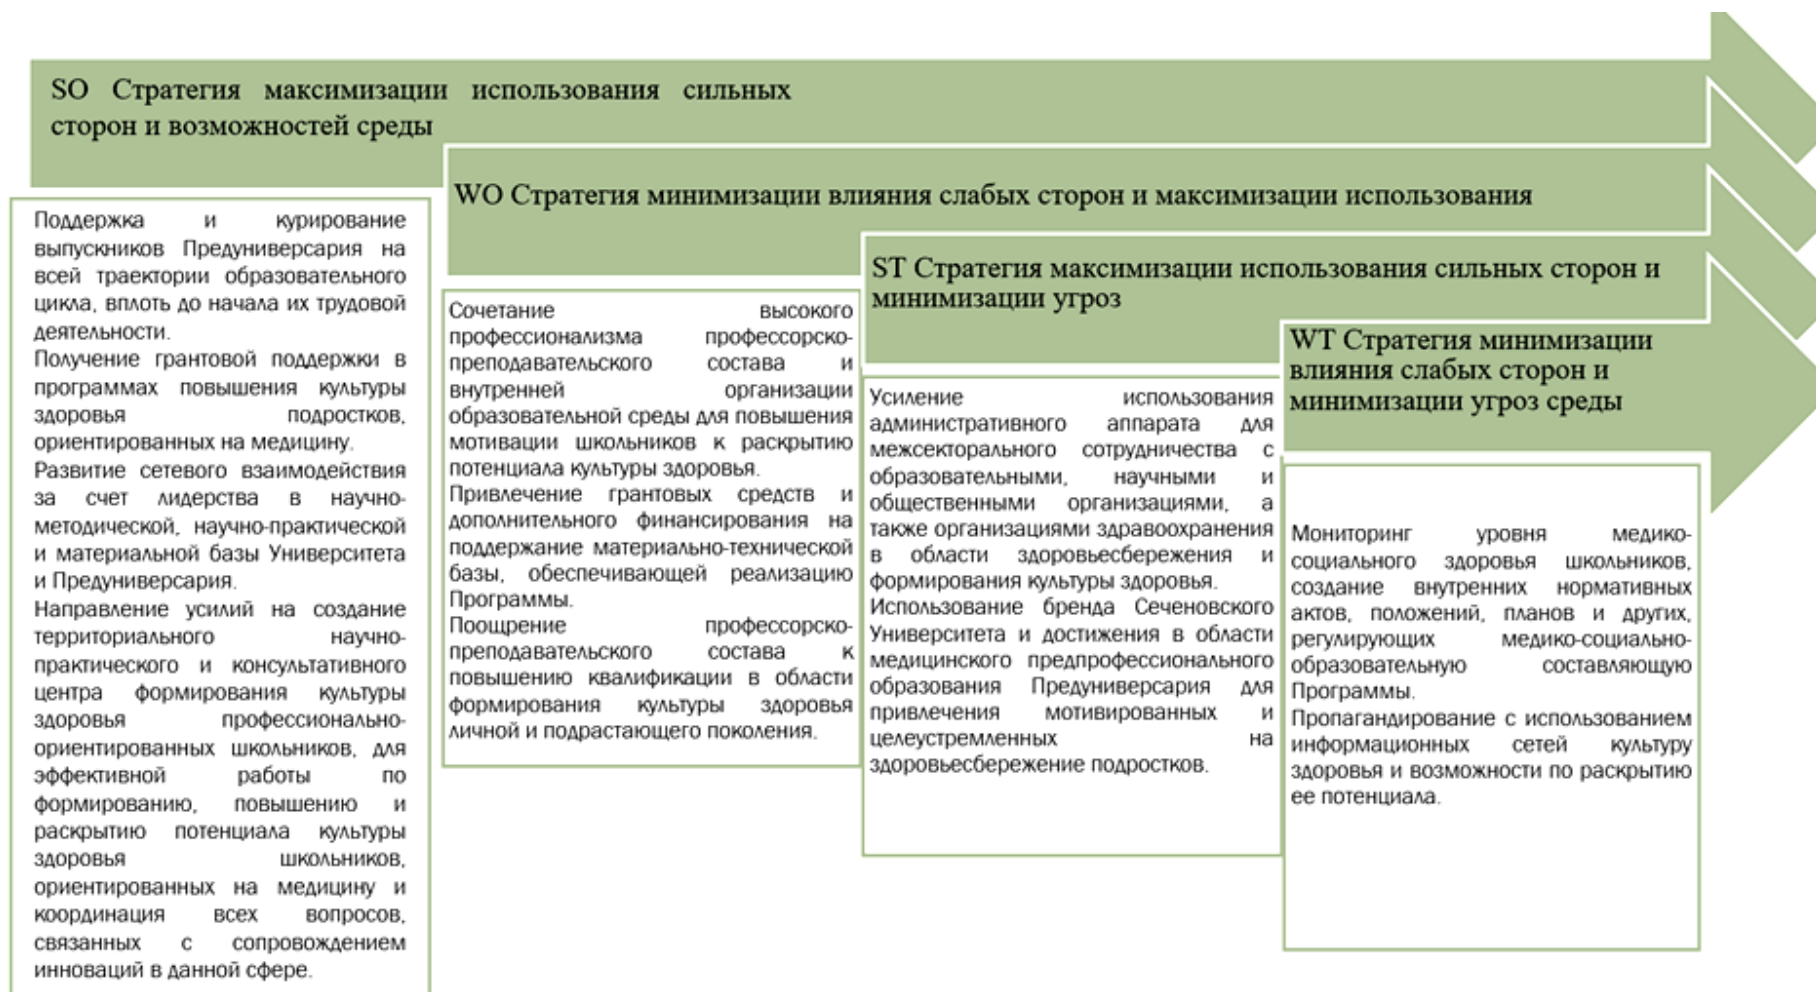 SO Стратегия максимизации использования сильных
сторон и возможностей среды
Поддержка и курирование
выпускников Предуниверсария на
всей траектории образовательного
цикла, вплоть до начала их трудовой
деятельности.
Получение грантовой поддержки в
программах повышения культуры
здоровья подростков,
ориентированных на медицину.
Развитие сетевого взаимодействия
за счет лидерства в научно-
методической, научно-практической
и материальной базы Университета
и Предуниверсария.
Направление усилий на создание
территориального научно-
практического и консультативного
центра формирования культуры
здоровья профессионально-
ориентированных школьников, для
эффективной работы по
формированию, повышению и
раскрытию потенциала культуры
здоровья школьников,
ориентированных на медицину и
координация всех вопросов,
связанных с сопровождением
инноваций в данной сфере.
WO Стратегия минимизации влияния слабых сторон и максимизации использования
Сочетание высокого
профессионализма профессорско-
преподавательского состава и
внутренней организации
образовательной среды для повышения
мотивации школьников к раскрытию
потенциала культуры здоровья.
Привлечение грантовых средств и
дополнительного финансирования на
поддержание материально-технической
базы, обеспечивающей реализацию
Программы.
Поощрение профессорско-
преподавательского состава к
повышению квалификации в области
формирования культуры здоровья
личной и подрастающего поколения.
ST Стратегия максимизации использования сильных сторон и
минимизации угроз
Усиление использования
административного аппарата для
межсекторального сотрудничества с
образовательными, научными и
общественными организациями, а
также организациями здравоохранения
в области здоровьесбережения и
формирования культуры здоровья.
Использование бренда Сеченовского
Университета и достижения в области
медицинского предпрофессионального
образования Предуниверсария для
привлечения мотивированных и
целеустремленных на
здоровьесбережение подростков.
WT Стратегия минимизации
влияния слабых сторон и
минимизации угроз среды
Мониторинг уровня медико-
социального здоровья школьников,
создание внутренних нормативных
актов, положений, планов и других,
регулирующих медико-социально-
образовательную составляющую
Программы.
Пропагандирование с использованием
информационных сетей культуру
здоровья и возможности по раскрытию
ее потенциала.